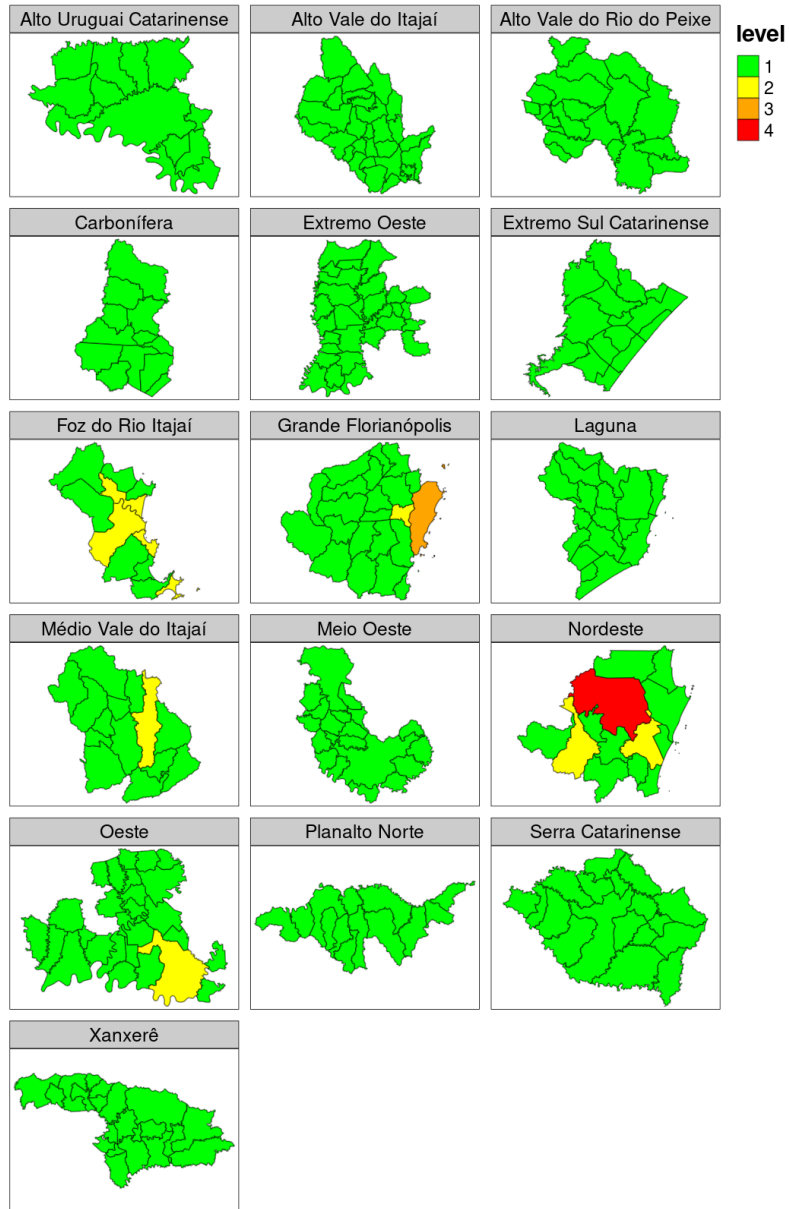 Alto Uruguai Catarinense
Alto Vale do Itajaí
Alto Vale do Rio do Peixe
level
1
2
3
4
Carbonífera
Extremo Oeste
Extremo Sul Catarinense
Foz do Rio Itajaí
Grande Florianópolis
Laguna
Médio Vale do Itajaí
Meio Oeste
Nordeste
Oeste
Planalto Norte
Serra Catarinense
Xanxerê